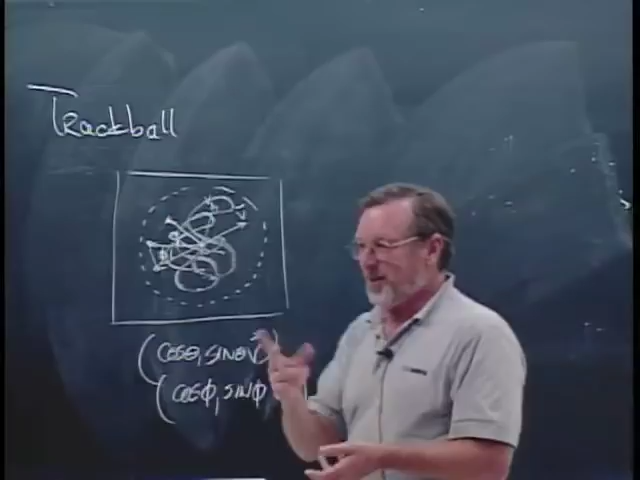 Trackball
(cosθ, sinθ
(cosϕ, sinϕ